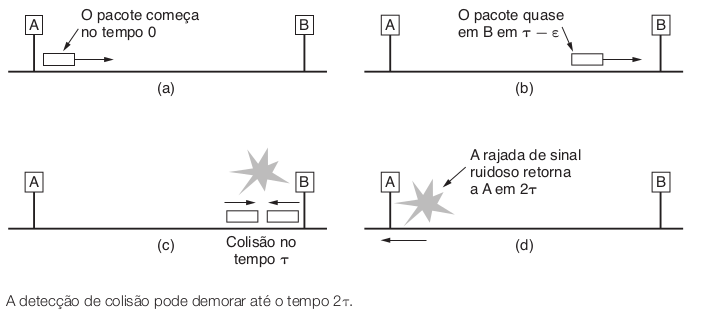 A
O pacote começa
no tempo 0
B
(a)
A
O pacote quase
em B em τ – ε
B
(b)
A
B
Colisão no
tempo τ
(c)
A
A rajada de sinal
ruidoso retorna
a A em 2τ
B
(d)
A detecção de colisão pode demorar até o tempo 2τ.